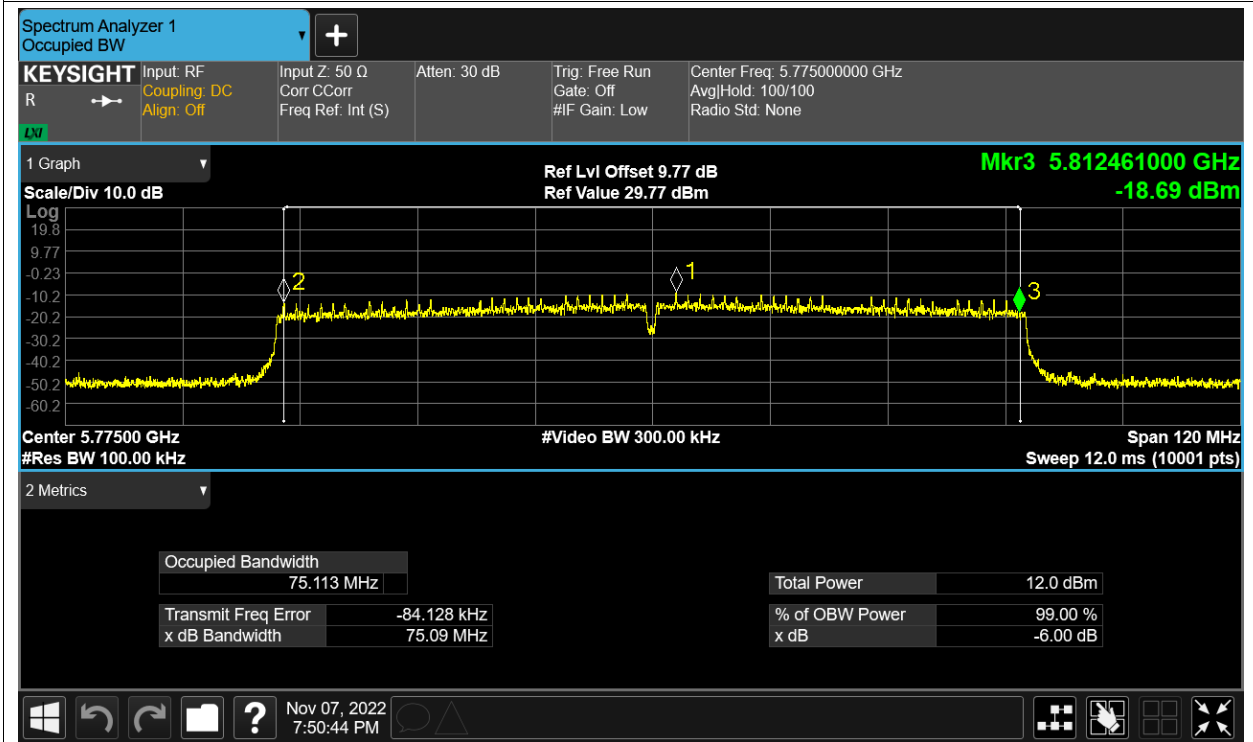 Spectrum Analyzer 1
Occupied BW
KEYSIGHT
R
LXI
Input: RF
Coupling: DC
Align: Off
Input Z: 50 Ω
Corr CCorr
Freq Ref: Int (S)
Atten: 30 dB
Trig: Free Run
Gate: Off
#IF Gain: Low
Center Freq: 5.775000000 GHz
Avg|Hold: 100/100
Radio Std: None
1 Graph
Scale/Div 10.0 dB
Ref Lvl Offset 9.77 dB
Ref Value 29.77 dBm
Mkr3 5.812461000 GHz
-18.69 dBm
Log
19.8
9.77
-0.23
-10.2
-20.2
-30.2
-40.2
-50.2
-60.2
2
1
3
Center 5.77500 GHz
#Res BW 100.00 kHz
#Video BW 300.00 kHz
Span 120 MHz
Sweep 12.0 ms (10001 pts)
2 Metrics
Occupied Bandwidth
75.113 MHz
Transmit Freq Error -84.128 kHz
x dB Bandwidth 75.09 MHz
Total Power 12.0 dBm
% of OBW Power 99.00 %
x dB -6.00 dB
?
Nov 07, 2022
7:50:44 PM